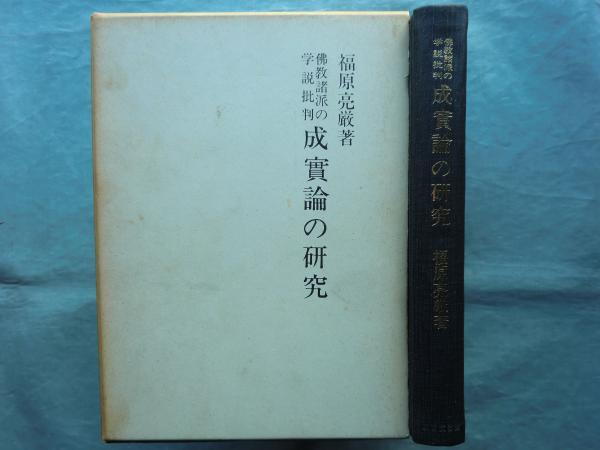 福原亮厳著
佛教諸派の
学説批判
成實論の研究
佛教諸派の
学説批判
成實論の研究
福原亮厳著